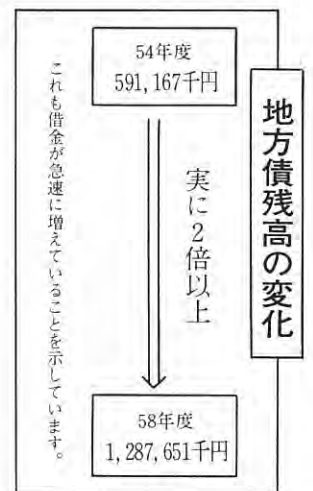 地方債残高の変化
54年度
591,167千円
実に2倍以上
58年度
1,287,651千円
これも借金が急速に増えていることを示しています。